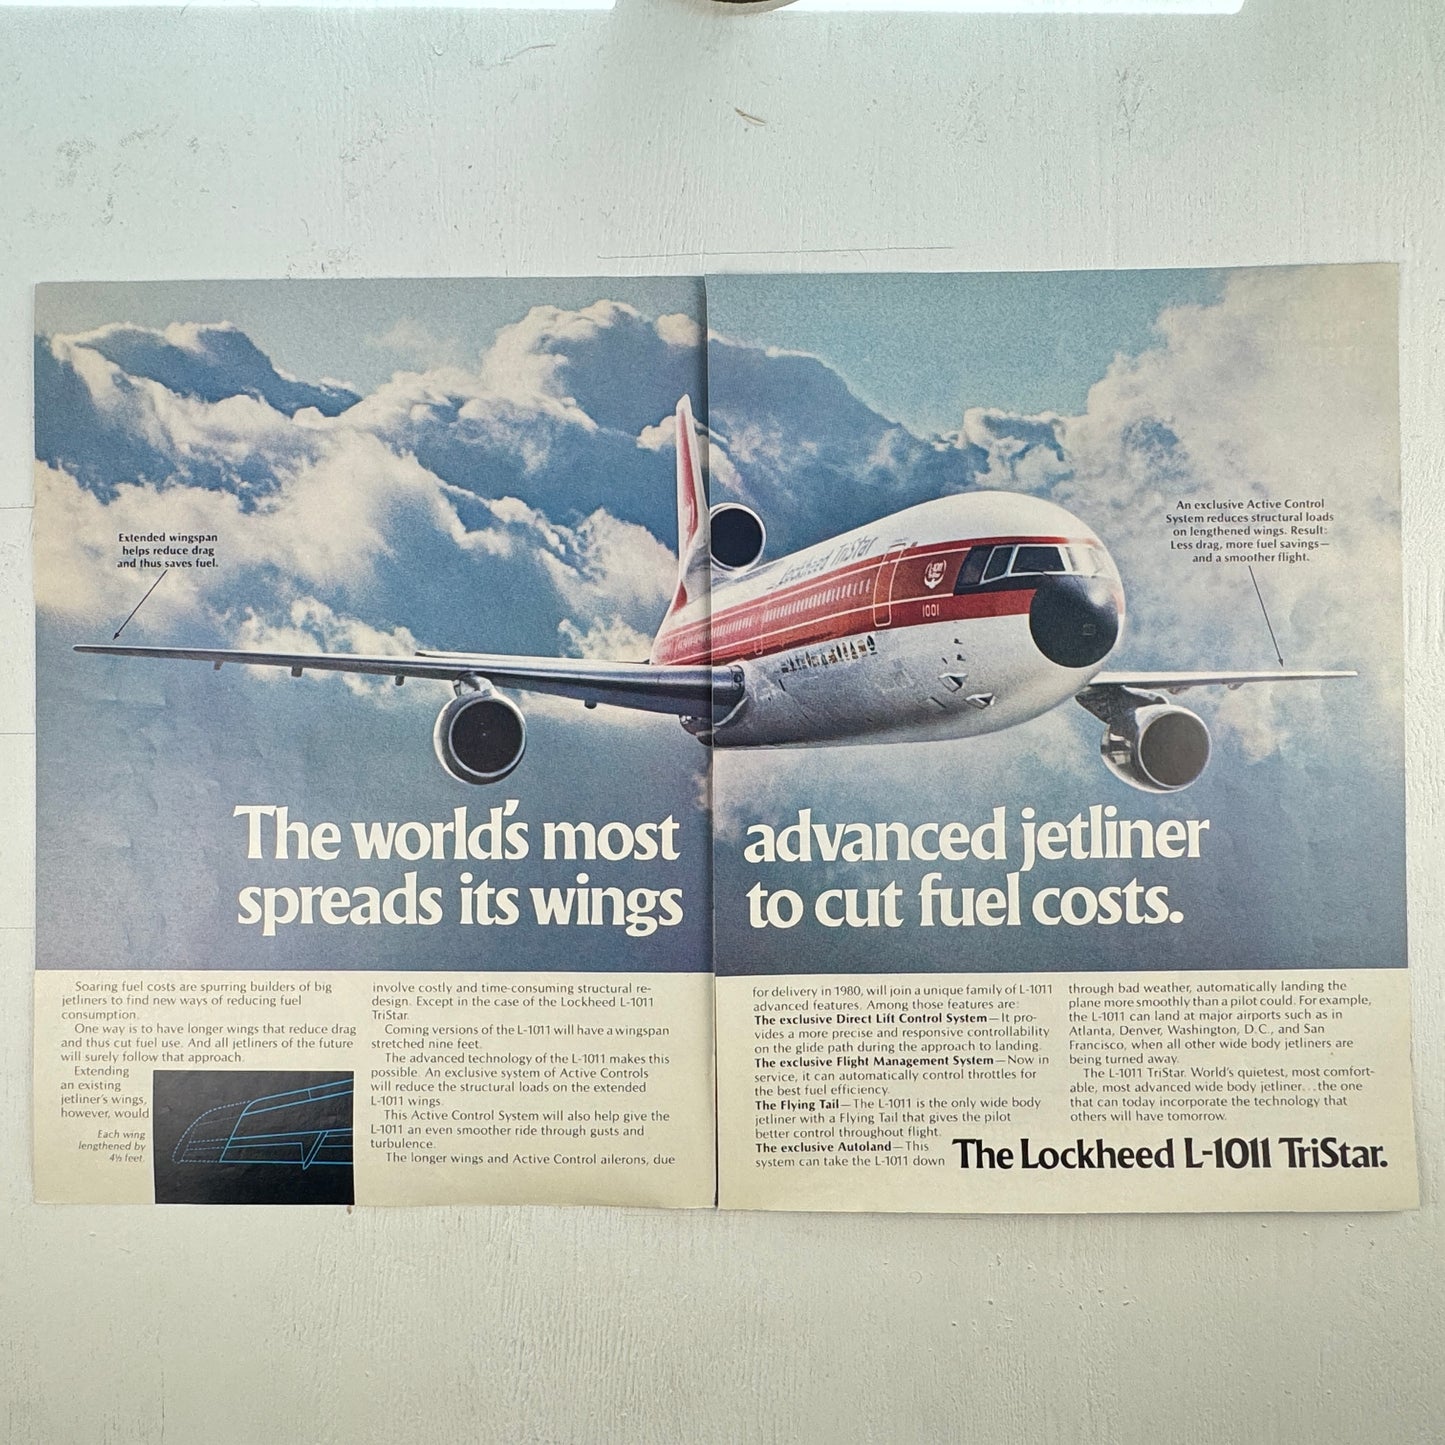 Extended wingspan
helps reduce drag
and thus saves fuel.
An exclusive Active Control
System reduces structural loads
on lengthened wings. Result:
Less drag, more fuel savings—
and a smoother flight.
Lockheed TriStar
1001
The world's most advanced jetliner
spreads its wings to cut fuel costs.
Soaring fuel costs are spurring builders of big
jetliners to find new ways of reducing fuel
consumption.
One way is to have longer wings that reduce drag
and thus cut fuel use. And all jetliners of the future
will surely follow that approach.
Extending
an existing
jetliner's wings,
however, would
Each wing
lengthened by
4½ feet.
involve costly and time-consuming structural re-
design. Except in the case of the Lockheed L-1011
TriStar.
Coming versions of the L-1011 will have a wingspan
stretched nine feet.
The advanced technology of the L-1011 makes this
possible. An exclusive system of Active Controls
will reduce the structural loads on the extended
L-1011 wings.
This Active Control System will also help give the
L-1011 an even smoother ride through gusts and
turbulence.
The longer wings and Active Control ailerons, due
for delivery in 1980, will join a unique family of L-1011
advanced features. Among those features are:
The exclusive Direct Lift Control System—It pro-
vides a more precise and responsive controllability
on the glide path during the approach to landing.
The exclusive Flight Management System—Now in
service, it can automatically control throttles for
the best fuel efficiency.
The Flying Tail—The L-1011 is the only wide body
jetliner with a Flying Tail that gives the pilot
better control throughout flight.
The exclusive Autoland—This
system can take the L-1011 down
through bad weather, automatically landing the
plane more smoothly than a pilot could. For example,
the L-1011 can land at major airports such as in
Atlanta, Denver, Washington, D.C., and San
Francisco, when all other wide body jetliners are
being turned away.
The L-1011 TriStar. World's quietest, most comfort-
able, most advanced wide body jetliner...the one
that can today incorporate the technology that
others will have tomorrow.
The Lockheed L-1011 TriStar.